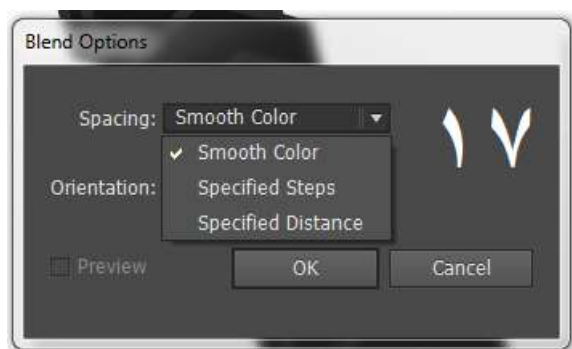 Blend Options
Spacing: Smooth Color
Smooth Color
Orientation:
Specified Steps
Specified Distance
Preview
OK
Cancel
١٧